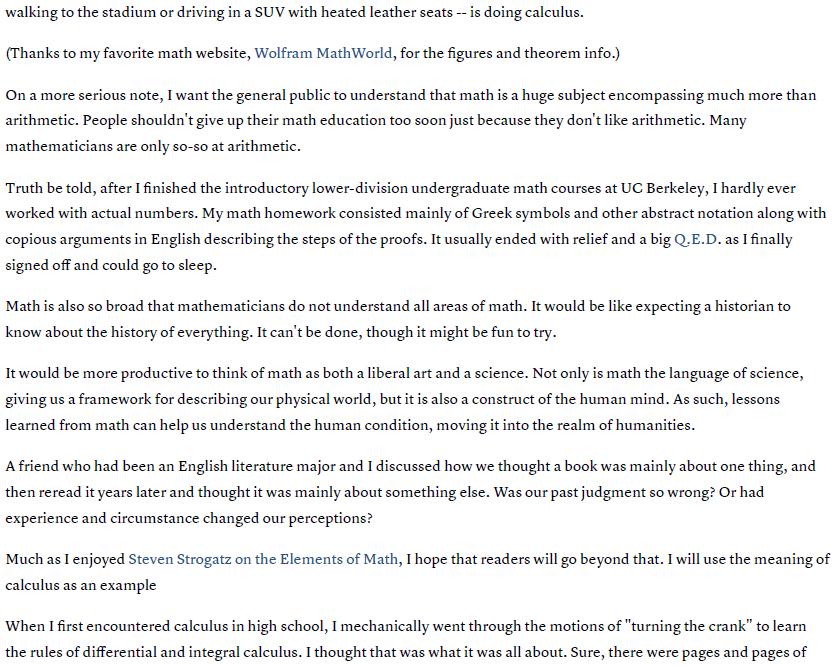 walking to the stadium or driving in a SUV with heated leather seats -- is doing calculus.
(Thanks to my favorite math website, Wolfram MathWorld, for the figures and theorem info.)
On a more serious note, I want the general public to understand that math is a huge subject encompassing much more than
arithmetic. People shouldn't give up their math education too soon just because they don't like arithmetic. Many
mathematicians are only so-so at arithmetic.
Truth be told, after I finished the introductory lower-division undergraduate math courses at UC Berkeley, I hardly ever
worked with actual numbers. My math homework consisted mainly of Greek symbols and other abstract notation along with
copious arguments in English describing the steps of the proofs. It usually ended with relief and a big Q.E.D. as I finally
signed off and could go to sleep.
Math is also so broad that mathematicians do not understand all areas of math. It would be like expecting a historian to
know about the history of everything. It can't be done, though it might be fun to try.
It would be more productive to think of math as both a liberal art and a science. Not only is math the language of science,
giving us a framework for describing our physical world, but it is also a construct of the human mind. As such, lessons
learned from math can help us understand the human condition, moving it into the realm of humanities.
A friend who had been an English literature major and I discussed how we thought a book was mainly about one thing, and
then reread it years later and thought it was mainly about something else. Was our past judgment so wrong? Or had
experience and circumstance changed our perceptions?
Much as I enjoyed Steven Strogatz on the Elements of Math, I hope that readers will go beyond that. I will use the meaning of
calculus as an example
When I first encountered calculus in high school, I mechanically went through the motions of "turning the crank" to learn
the rules of differential and integral calculus. I thought that was what it was all about. Sure, there were pages and pages of